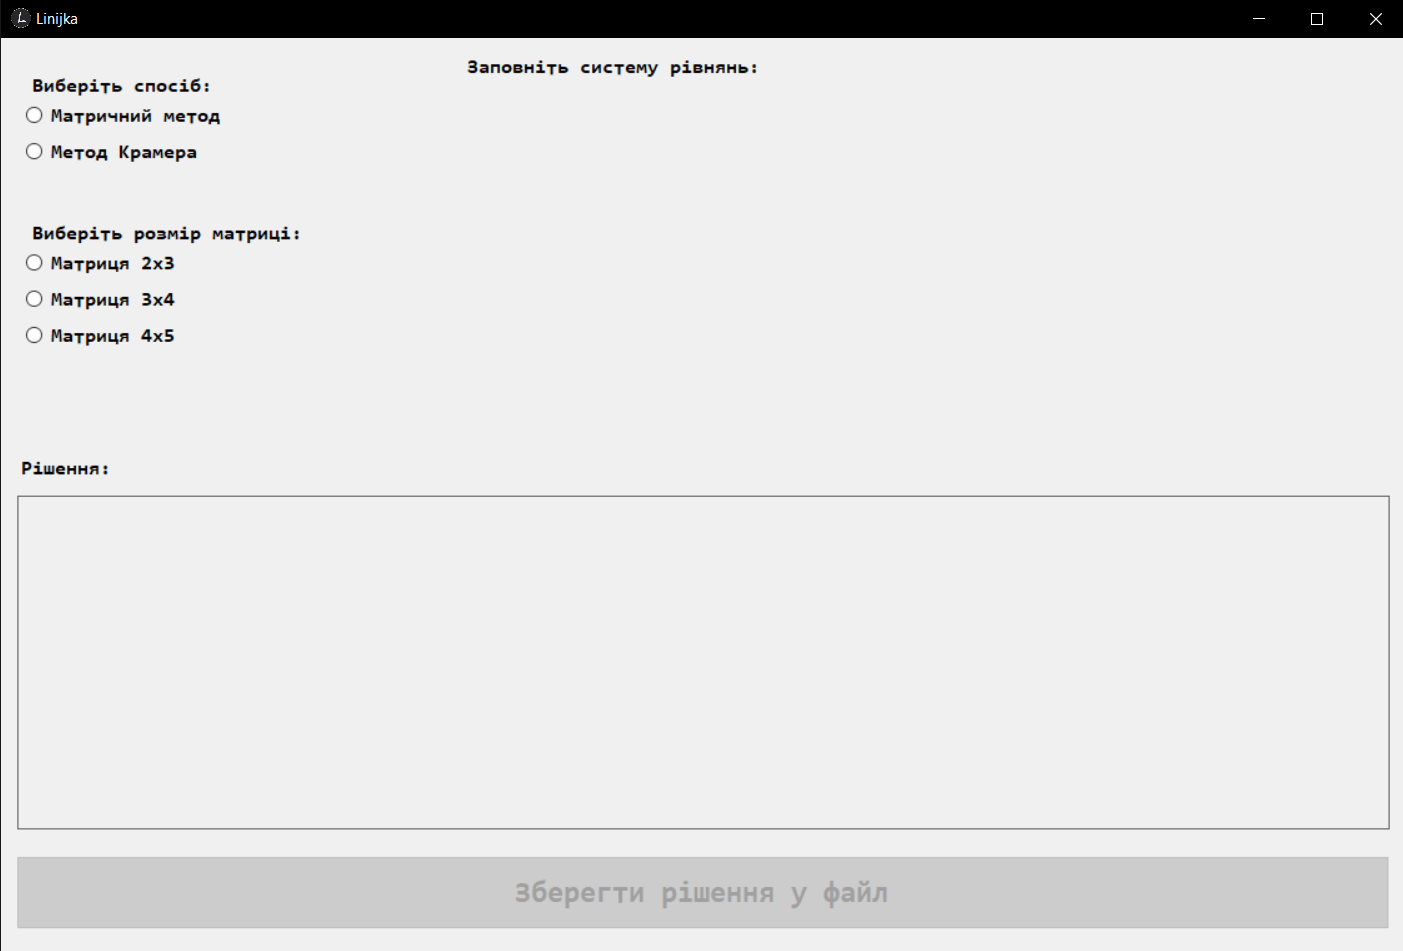 Linijka
Виберіть спосіб:
Матричний метод
Метод Крамера
Заповніть систему рівнянь:
Виберіть розмір матриці:
Матриця 2x3
Матриця 3x4
Матриця 4x5
Рішення:
Зберегти рішення у файл